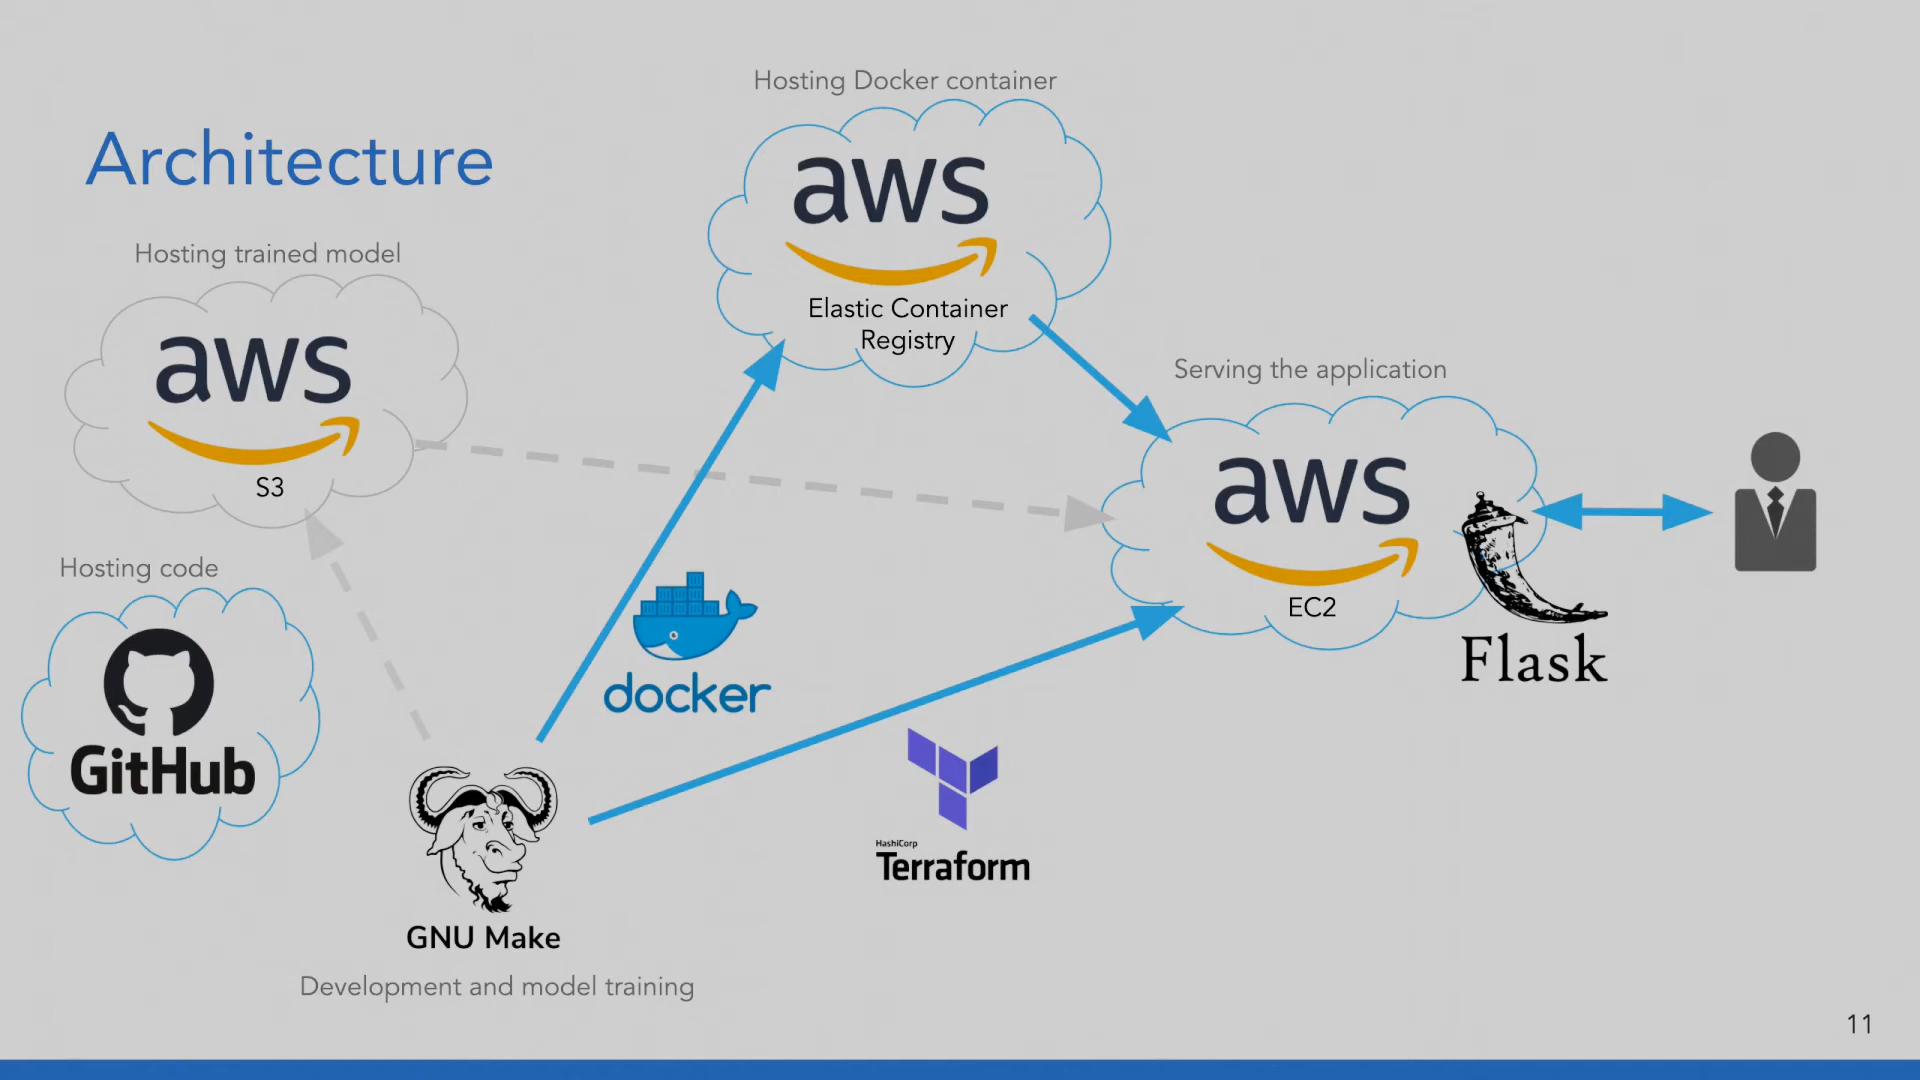 Architecture
Hosting Docker container
aws
Elastic Container
Registry
Hosting trained model
aws
S3
Serving the application
aws
EC2
Flask
Hosting code
GitHub
docker
HashiCorp
Terraform
GNU Make
Development and model training
11